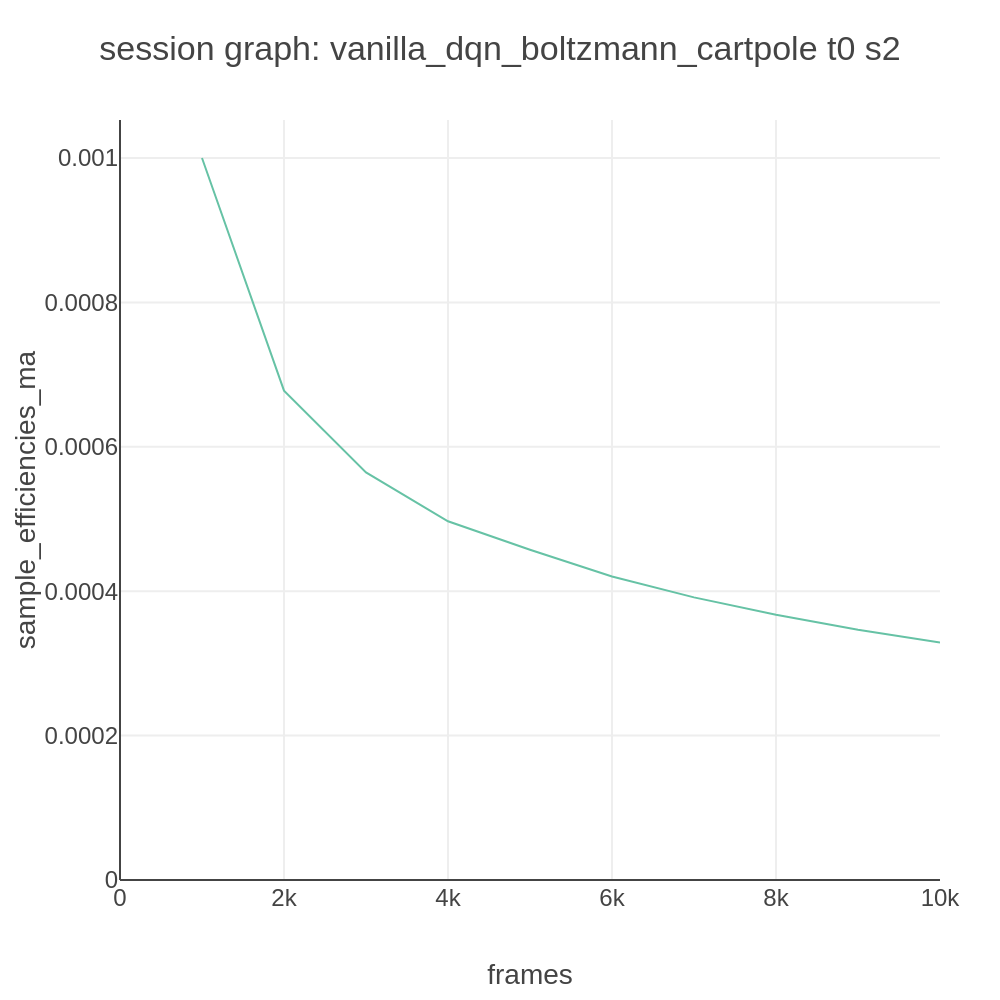 session graph: vanilla_dqn_boltzmann_cartpole t0 s2
sample_efficiencies_ma
0.001
0.0008
0.0006
0.0004
0.0002
0
0
2k
4k
6k
8k
10k
frames